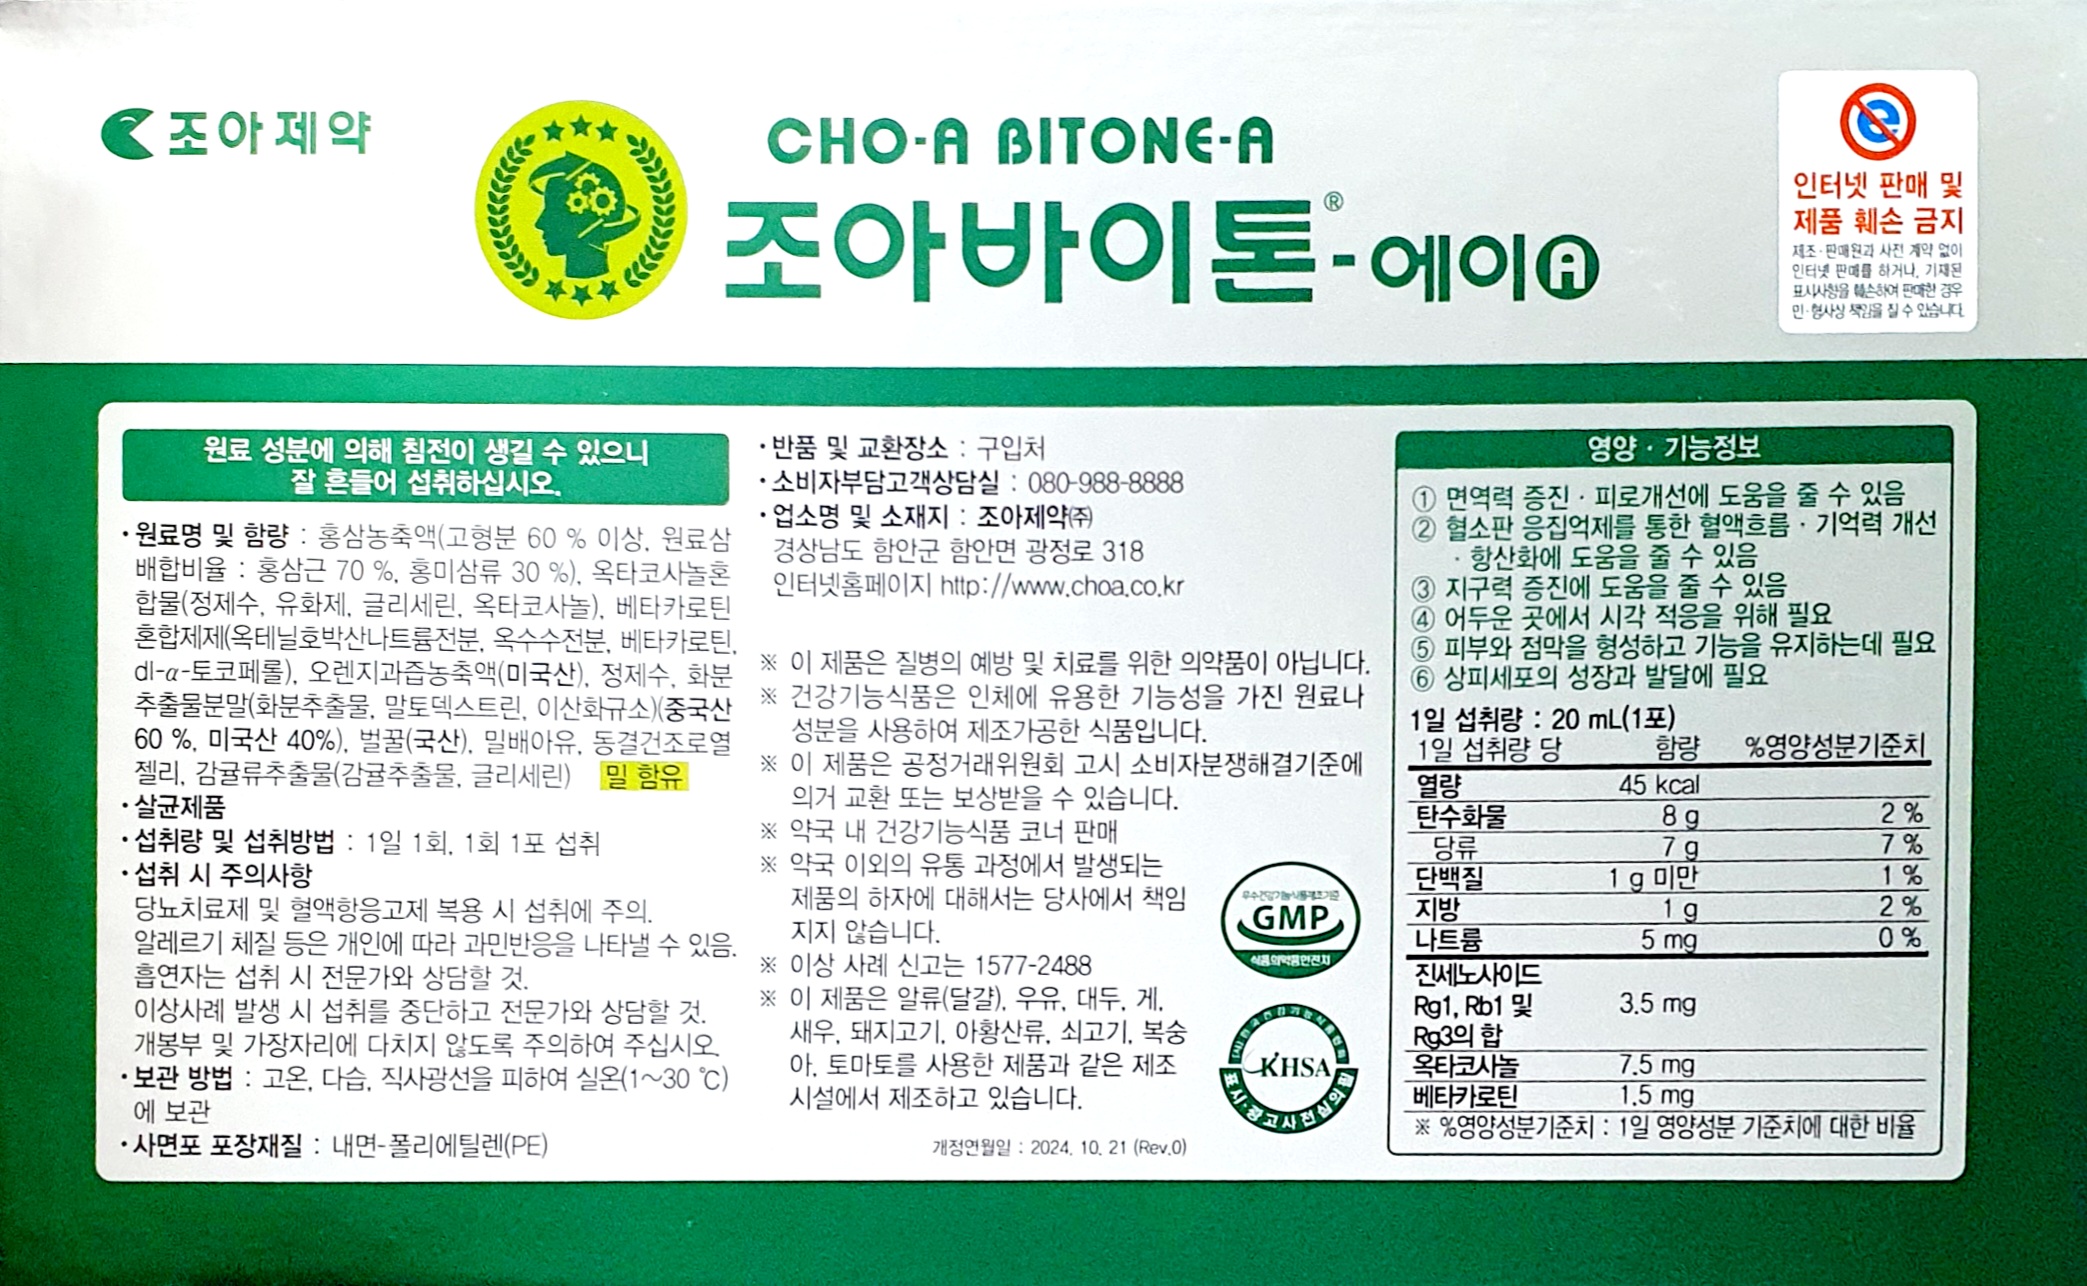 조아제약
CHO-A BITONE-A
조아바이톤®-에이A
인터넷 판매 및
제품 훼손 금지
제조·판매원과 사전 계약 없이
인터넷 판매를 하거나, 기재된
표시사항을 훼손하여 판매한 경우
민·형사상 책임을 질 수 있습니다.
원료 성분에 의해 침전이 생길 수 있으니
잘 흔들어 섭취하십시오.
·원료명 및 함량 : 홍삼농축액(고형분 60 % 이상, 원료삼
배합비율 : 홍삼근 70 %, 홍미삼류 30 %), 옥타코사놀혼
합물(정제수, 유화제, 글리세린, 옥타코사놀), 베타카로틴
혼합제제(옥테닐호박산나트륨전분, 옥수수전분, 베타카로틴,
dl-α-토코페롤), 오렌지과즙농축액(미국산), 정제수, 화분
추출물분말(화분추출물, 말토덱스트린, 이산화규소)(중국산
60 %, 미국산 40%), 벌꿀(국산), 밀배아유, 동결건조로열
젤리, 감귤류추출물(감귤추출물, 글리세린) 밀 함유
·살균제품
·섭취량 및 섭취방법 : 1일 1회, 1회 1포 섭취
·섭취 시 주의사항
당뇨치료제 및 혈액항응고제 복용 시 섭취에 주의.
알레르기 체질 등은 개인에 따라 과민반응을 나타낼 수 있음.
흡연자는 섭취 시 전문가와 상담할 것.
이상사례 발생 시 섭취를 중단하고 전문가와 상담할 것.
개봉부 및 가장자리에 다치지 않도록 주의하여 주십시오.
·보관 방법 : 고온, 다습, 직사광선을 피하여 실온(1~30 ℃)
에 보관
·사면포 포장재질 : 내면-폴리에틸렌(PE)
·반품 및 교환장소 : 구입처
·소비자부담고객상담실 : 080-988-8888
·업소명 및 소재지 : 조아제약㈜
경상남도 함안군 함안면 광정로 318
인터넷홈페이지 http://www.choa.co.kr
※ 이 제품은 질병의 예방 및 치료를 위한 의약품이 아닙니다.
※ 건강기능식품은 인체에 유용한 기능성을 가진 원료나
성분을 사용하여 제조가공한 식품입니다.
※ 이 제품은 공정거래위원회 고시 소비자분쟁해결기준에
의거 교환 또는 보상받을 수 있습니다.
※ 약국 내 건강기능식품 코너 판매
※ 약국 이외의 유통 과정에서 발생되는
제품의 하자에 대해서는 당사에서 책임
지지 않습니다.
※ 이상 사례 신고는 1577-2488
※ 이 제품은 알류(달걀), 우유, 대두, 게,
새우, 돼지고기, 아황산류, 쇠고기, 복숭
아, 토마토를 사용한 제품과 같은 제조
시설에서 제조하고 있습니다.
개정연월일 : 2024. 10. 21 (Rev.0)
우수건강기능식품제조기준
GMP
식품의약품안전처
(사)한국건강기능식품협회
KHSA
표시·광고사전심의필
영양·기능정보
① 면역력 증진·피로개선에 도움을 줄 수 있음
② 혈소판 응집억제를 통한 혈액흐름·기억력 개선
·항산화에 도움을 줄 수 있음
③ 지구력 증진에 도움을 줄 수 있음
④ 어두운 곳에서 시각 적응을 위해 필요
⑤ 피부와 점막을 형성하고 기능을 유지하는데 필요
⑥ 상피세포의 성장과 발달에 필요
1일 섭취량 : 20 mL(1포)
1일 섭취량 당 함량 %영양성분기준치
열량 45 kcal
탄수화물 8 g 2 %
당류 7 g 7 %
단백질 1 g 미만 1 %
지방 1 g 2 %
나트륨 5 mg 0 %
진세노사이드
Rg1, Rb1 및 3.5 mg
Rg3의 합
옥타코사놀 7.5 mg
베타카로틴 1.5 mg
※ %영양성분기준치 : 1일 영양성분 기준치에 대한 비율